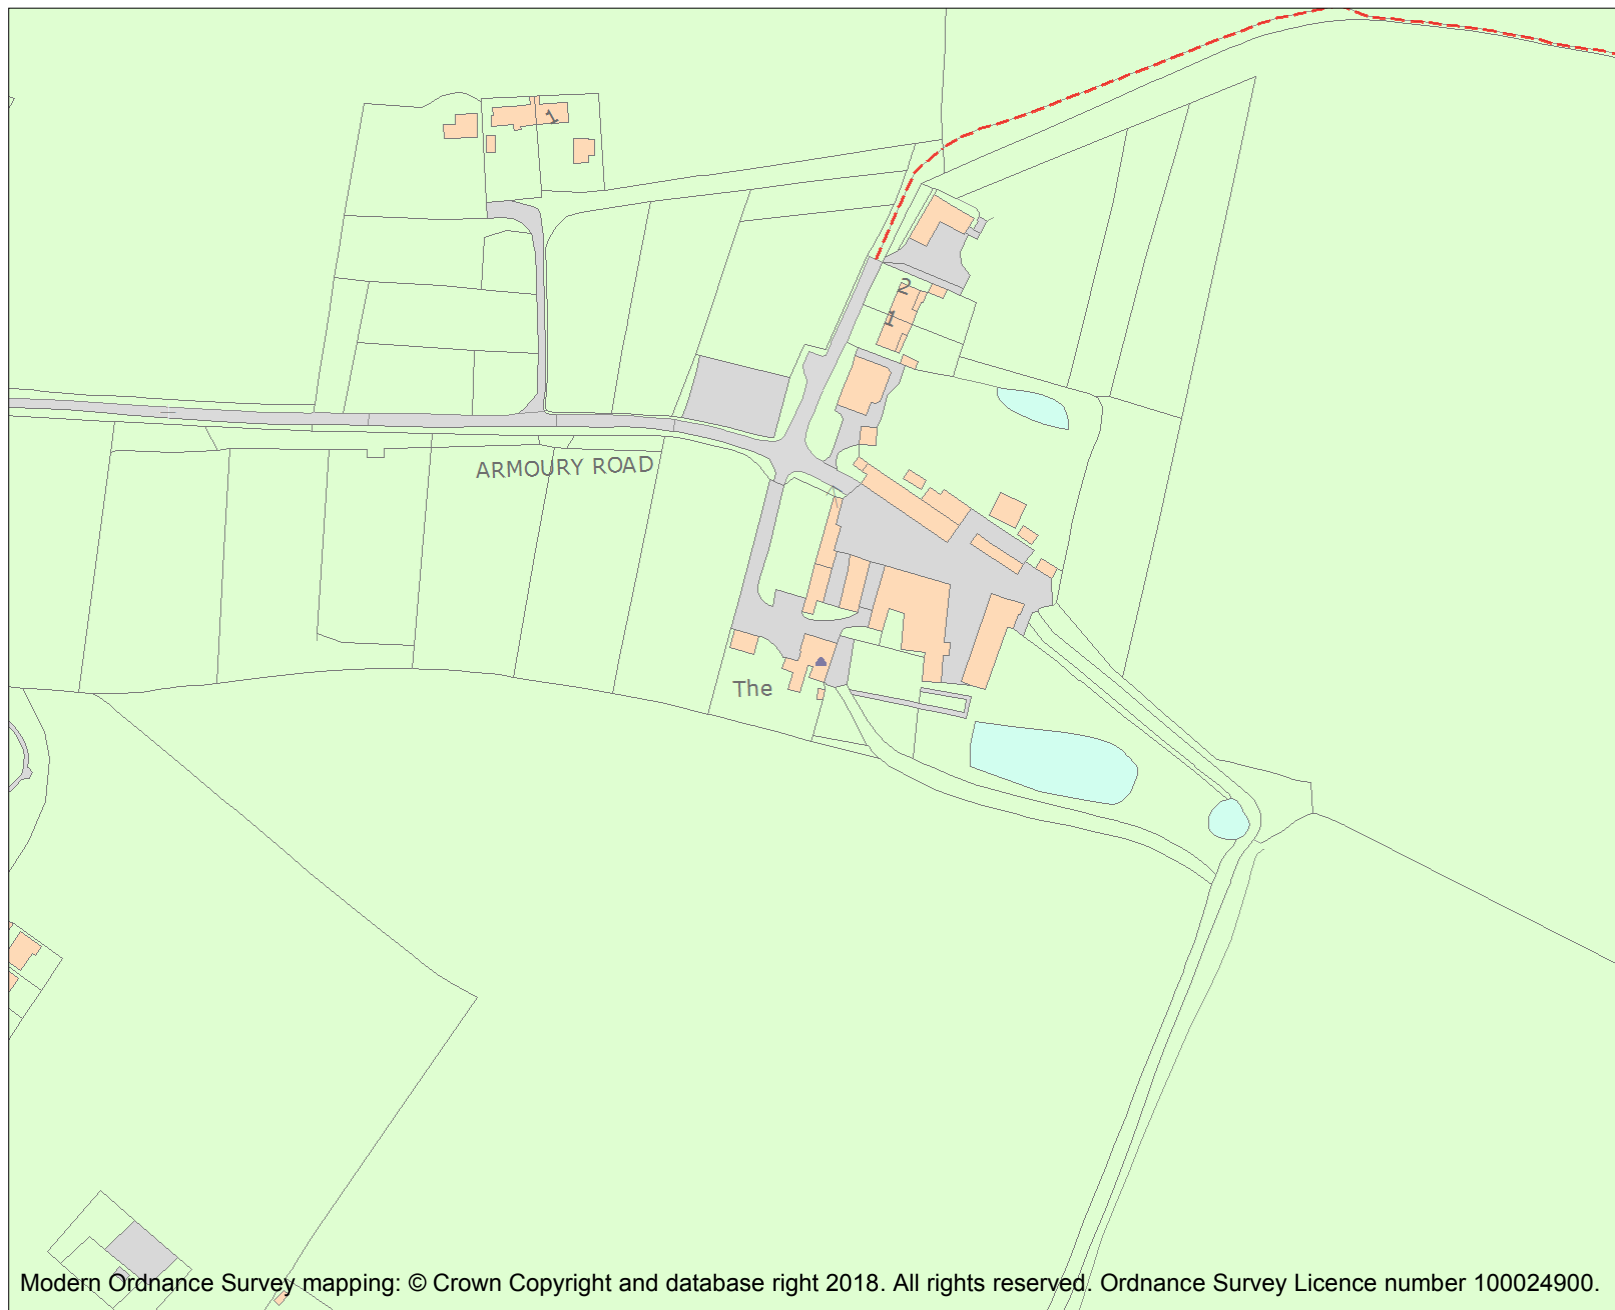 1
2
1
ARMOURY ROAD
The
Modern Ordnance Survey mapping: © Crown Copyright and database right 2018. All rights reserved. Ordnance Survey Licence number 100024900.